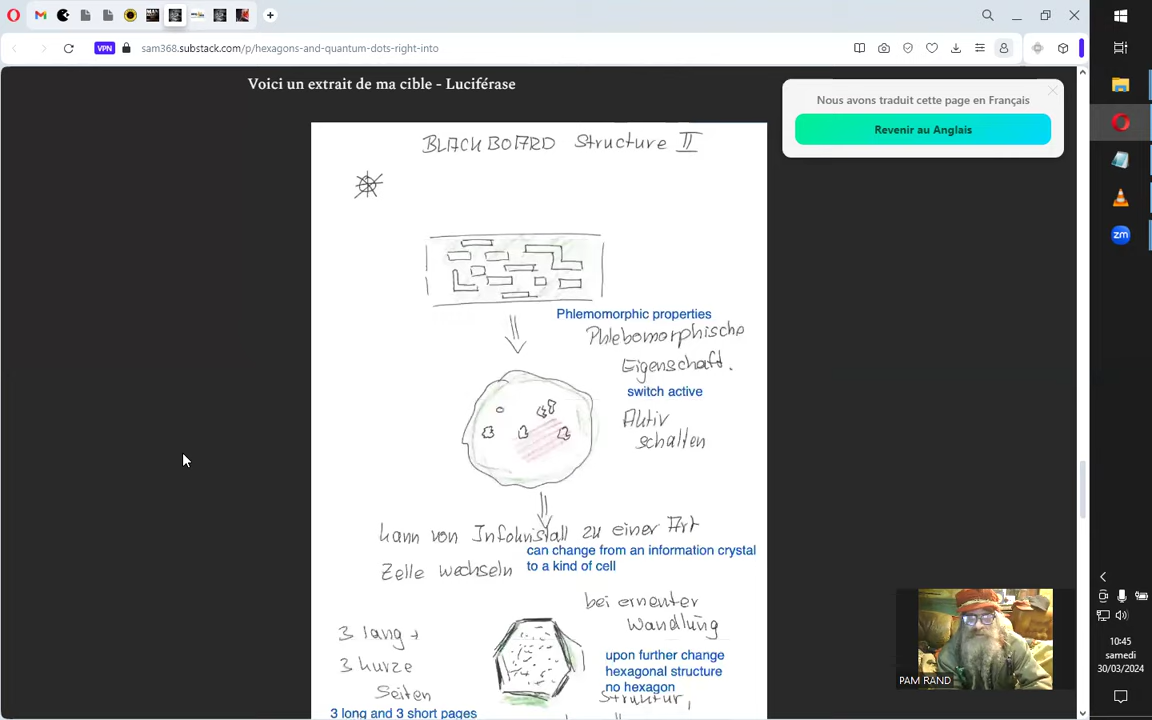 sam368.substack.com/p/hexagons-and-quantum-dots-right-into
VPN
Voici un extrait de ma cible - Luciférase
Nous avons traduit cette page en Français
Revenir au Anglais
BLACKBOARD Structure II
Phlemomorphic properties
Phlebomorphische
Eigenschaft.
switch active
Aktiv
schalten
kann von Infokristall zu einer Art
can change from an information crystal
to a kind of cell
Zelle wechseln
bei ernenter
Wandlung
3 lang +
3 kurze
Seiten
upon further change
hexagonal structure
no hexagon
Struktur,
3 long and 3 short pages
PAM RAND
zm
10:45
samedi
30/03/2024